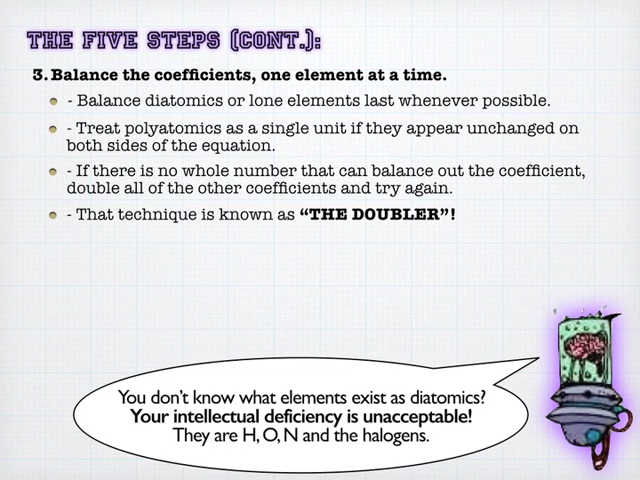 THE FIVE STEPS (CONT.):
3. Balance the coefficients, one element at a time.
- Balance diatomics or lone elements last whenever possible.
- Treat polyatomics as a single unit if they appear unchanged on
both sides of the equation.
- If there is no whole number that can balance out the coefficient,
double all of the other coefficients and try again.
- That technique is known as “THE DOUBLER”!
You don’t know what elements exist as diatomics?
Your intellectual deficiency is unacceptable!
They are H, O, N and the halogens.